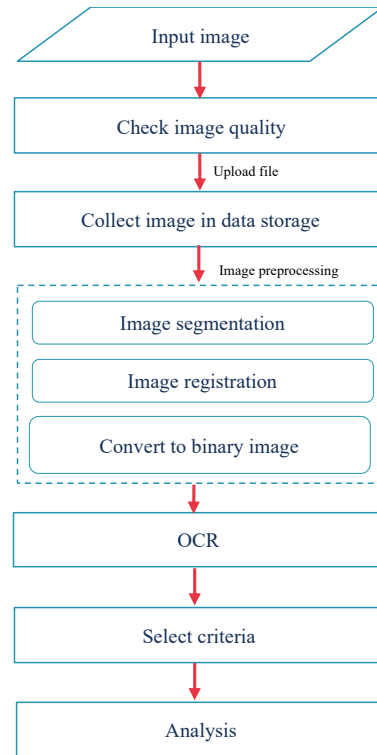 Input image
Check image quality
Upload file
Collect image in data storage
Image preprocessing
Image segmentation
Image registration
Convert to binary image
OCR
Select criteria
Analysis